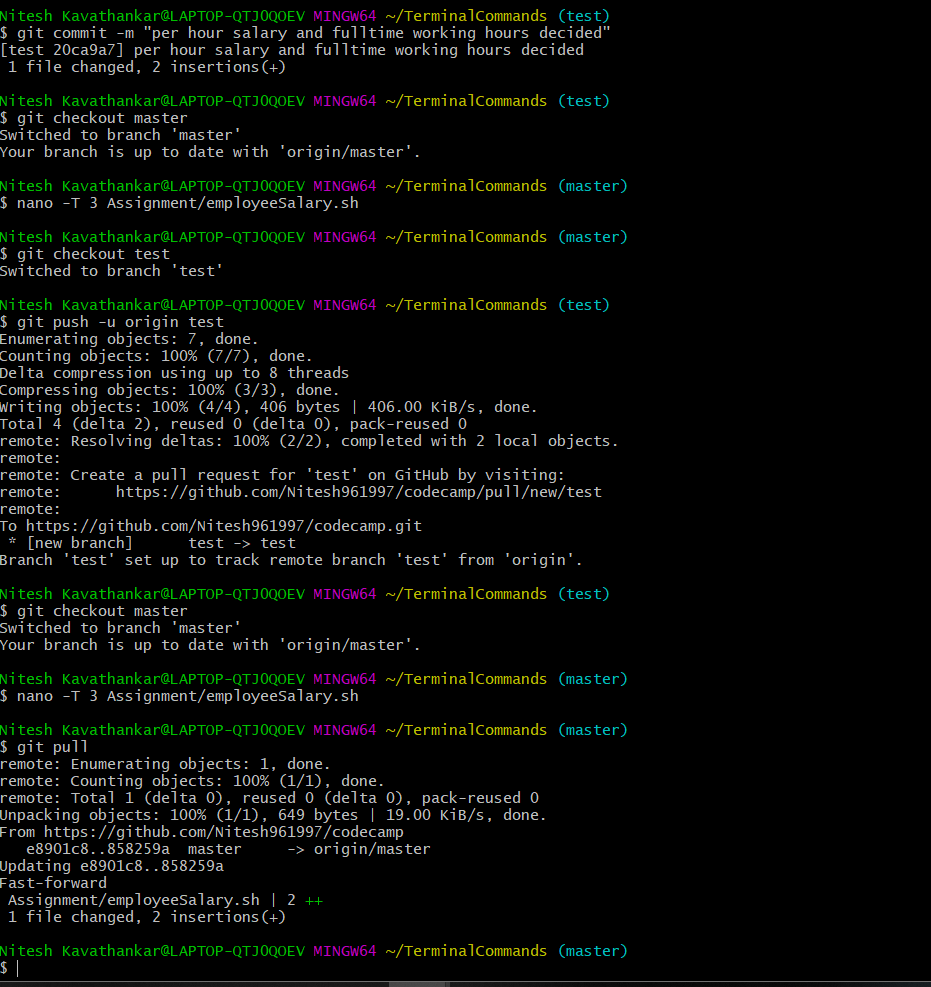 Nitesh Kavathankar@LAPTOP-QTJ0QOEV MINGW64 ~/TerminalCommands (test)
$ git commit -m "per hour salary and fulltime working hours decided"
[test 20ca9a7] per hour salary and fulltime working hours decided
 1 file changed, 2 insertions(+)

Nitesh Kavathankar@LAPTOP-QTJ0QOEV MINGW64 ~/TerminalCommands (test)
$ git checkout master
Switched to branch 'master'
Your branch is up to date with 'origin/master'.

Nitesh Kavathankar@LAPTOP-QTJ0QOEV MINGW64 ~/TerminalCommands (master)
$ nano -T 3 Assignment/employeeSalary.sh

Nitesh Kavathankar@LAPTOP-QTJ0QOEV MINGW64 ~/TerminalCommands (master)
$ git checkout test
Switched to branch 'test'

Nitesh Kavathankar@LAPTOP-QTJ0QOEV MINGW64 ~/TerminalCommands (test)
$ git push -u origin test
Enumerating objects: 7, done.
Counting objects: 100% (7/7), done.
Delta compression using up to 8 threads
Compressing objects: 100% (3/3), done.
Writing objects: 100% (4/4), 406 bytes | 406.00 KiB/s, done.
Total 4 (delta 2), reused 0 (delta 0), pack-reused 0
remote: Resolving deltas: 100% (2/2), completed with 2 local objects.
remote:
remote: Create a pull request for 'test' on GitHub by visiting:
remote:      https://github.com/Nitesh961997/codecamp/pull/new/test
remote:
To https://github.com/Nitesh961997/codecamp.git
 * [new branch]      test -> test
Branch 'test' set up to track remote branch 'test' from 'origin'.

Nitesh Kavathankar@LAPTOP-QTJ0QOEV MINGW64 ~/TerminalCommands (test)
$ git checkout master
Switched to branch 'master'
Your branch is up to date with 'origin/master'.

Nitesh Kavathankar@LAPTOP-QTJ0QOEV MINGW64 ~/TerminalCommands (master)
$ nano -T 3 Assignment/employeeSalary.sh

Nitesh Kavathankar@LAPTOP-QTJ0QOEV MINGW64 ~/TerminalCommands (master)
$ git pull
remote: Enumerating objects: 1, done.
remote: Counting objects: 100% (1/1), done.
remote: Total 1 (delta 0), reused 0 (delta 0), pack-reused 0
Unpacking objects: 100% (1/1), 649 bytes | 19.00 KiB/s, done.
From https://github.com/Nitesh961997/codecamp
   e8901c8..858259a  master     -> origin/master
Updating e8901c8..858259a
Fast-forward
 Assignment/employeeSalary.sh | 2 ++
 1 file changed, 2 insertions(+)

Nitesh Kavathankar@LAPTOP-QTJ0QOEV MINGW64 ~/TerminalCommands (master)
$